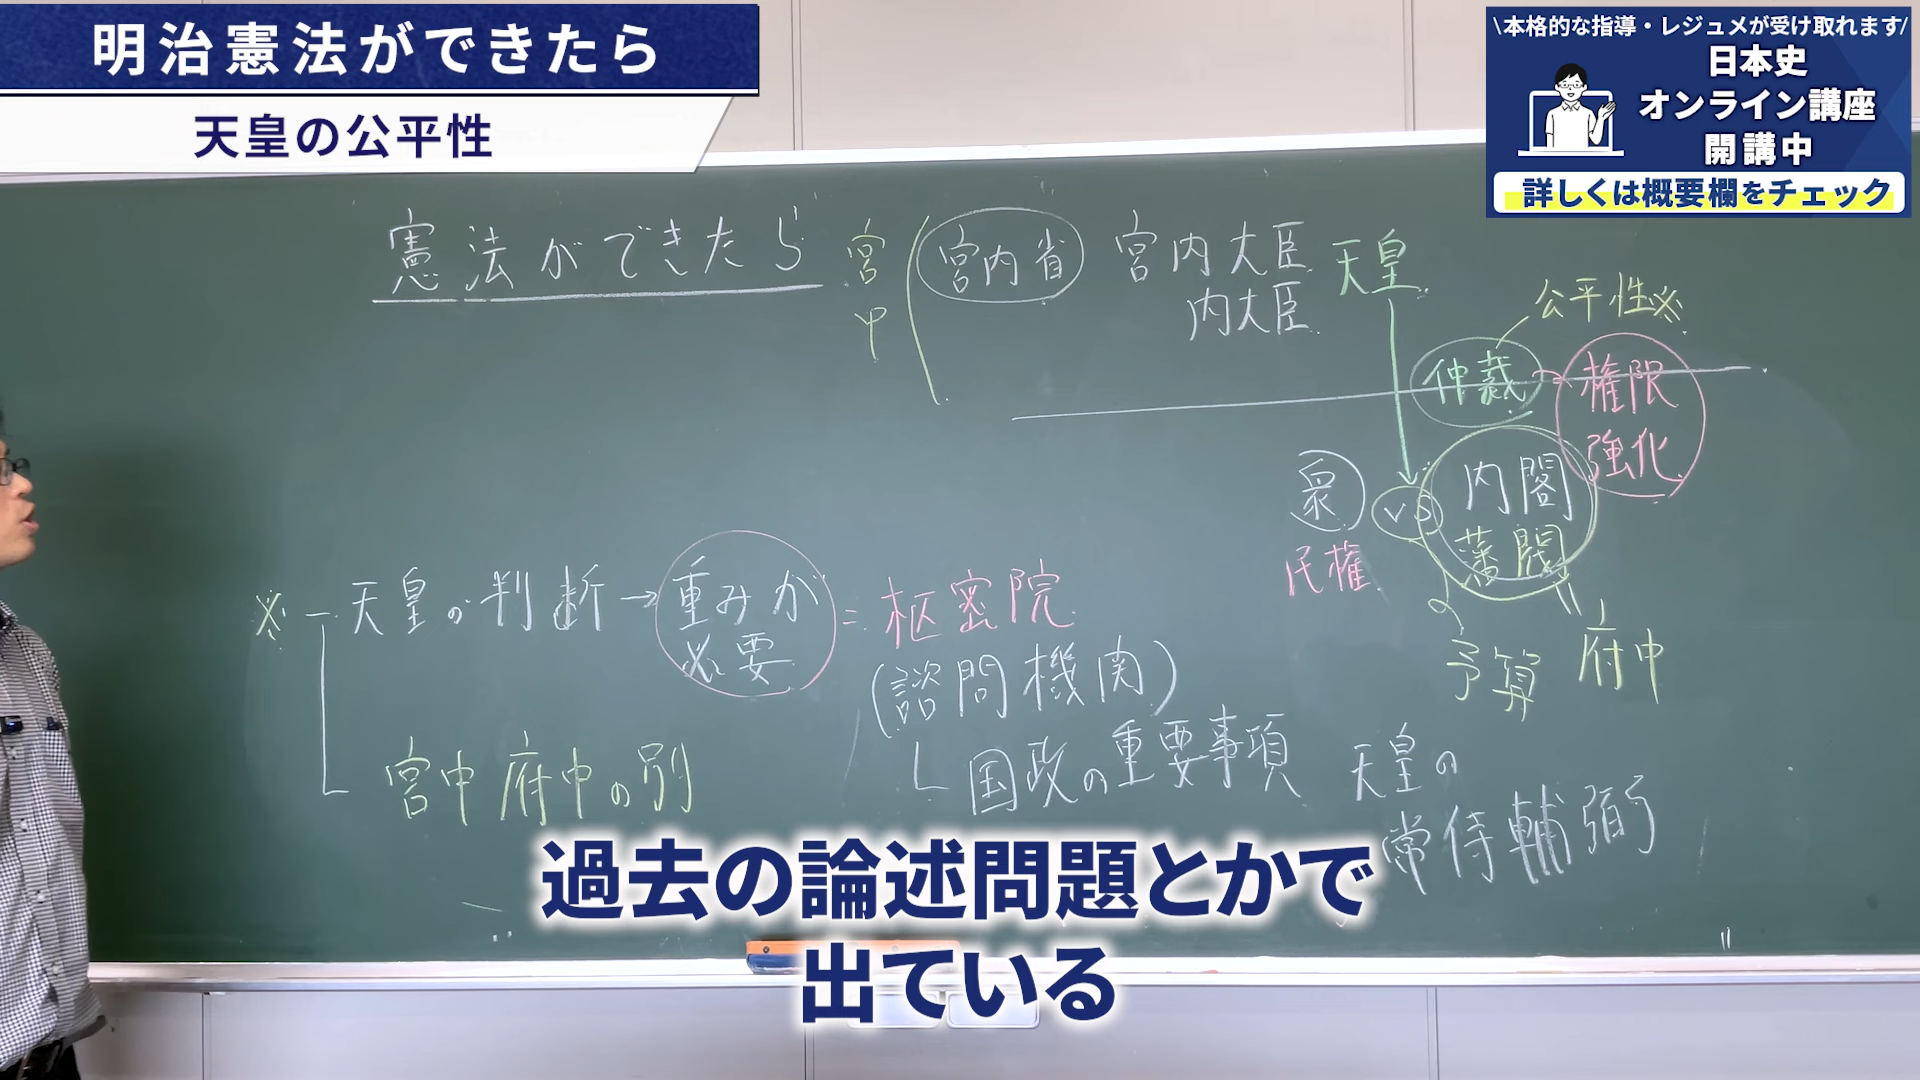 明治憲法ができたら
天皇の公平性
\本格的な指導・レジュメが受け取れます/
日本史
オンライン講座
開講中
詳しくは概要欄をチェック
憲法ができたら
宮中
宮内省
宮内大臣
内大臣
天皇
公平性※
仲裁
権限
強化
衆
VS
内閣
藩閥
民権
予算
府中
※
天皇の判断→重みが
必要
=枢密院
(諮問機関)
国政の重要事項
天皇の
常侍輔弼
宮中府中の別
過去の論述問題とかで
出ている